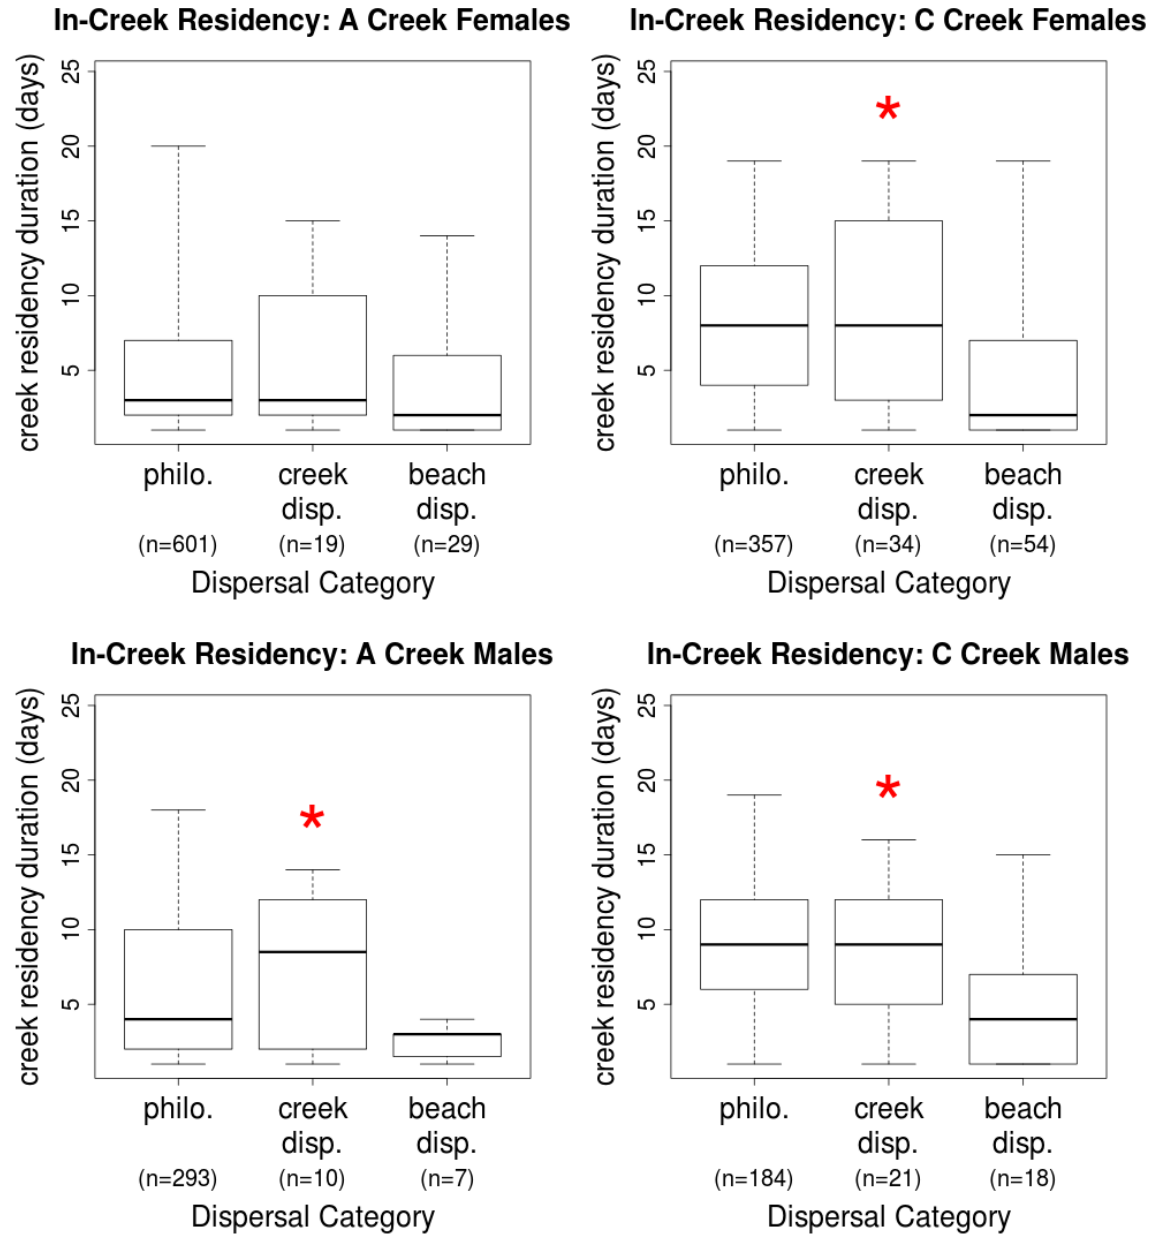 In-Creek Residency: A Creek Females
creek residency duration (days)
25
20
15
10
5
philo.
creek
disp.
beach
disp.
(n=601)
(n=19)
(n=29)
Dispersal Category
In-Creek Residency: C Creek Females
creek residency duration (days)
25
20
15
10
5
*
philo.
creek
disp.
beach
disp.
(n=357)
(n=34)
(n=54)
Dispersal Category
In-Creek Residency: A Creek Males
creek residency duration (days)
25
20
15
10
5
*
philo.
creek
disp.
beach
disp.
(n=293)
(n=10)
(n=7)
Dispersal Category
In-Creek Residency: C Creek Males
creek residency duration (days)
25
20
15
10
5
*
philo.
creek
disp.
beach
disp.
(n=184)
(n=21)
(n=18)
Dispersal Category